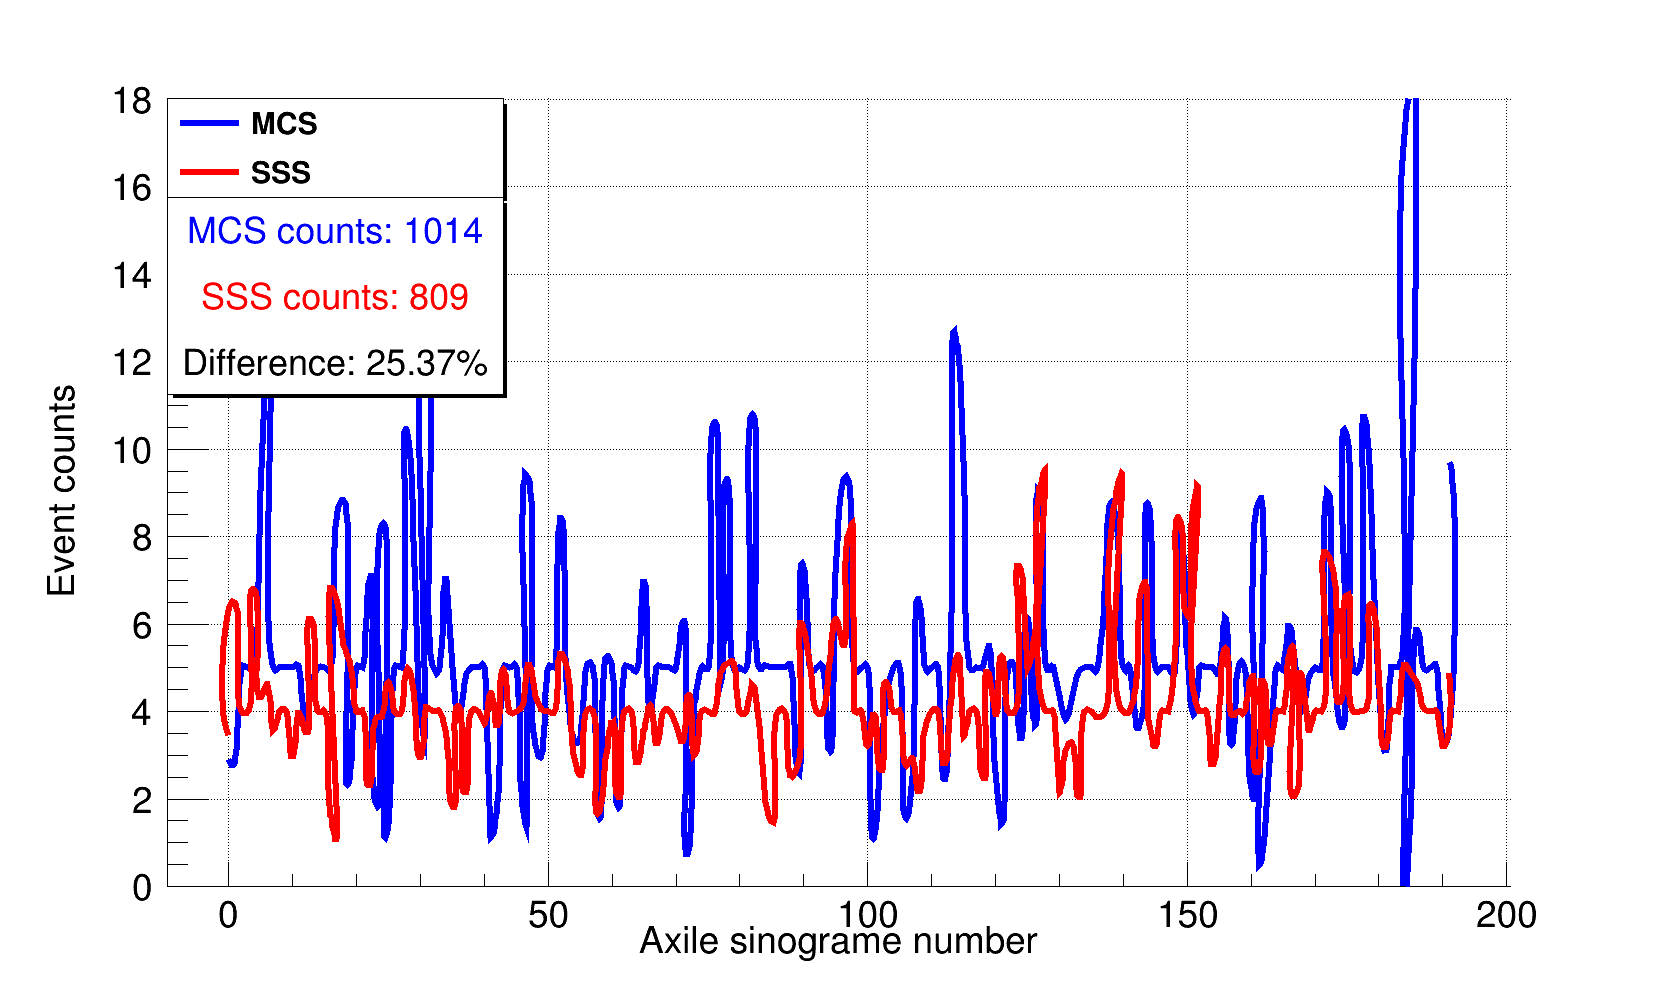 MCS
SSS
MCS counts: 1014
SSS counts: 809
Difference: 25.37%
Event counts
18
16
14
12
10
8
6
4
2
0
0 50 100 150 200
Axile sinograme number